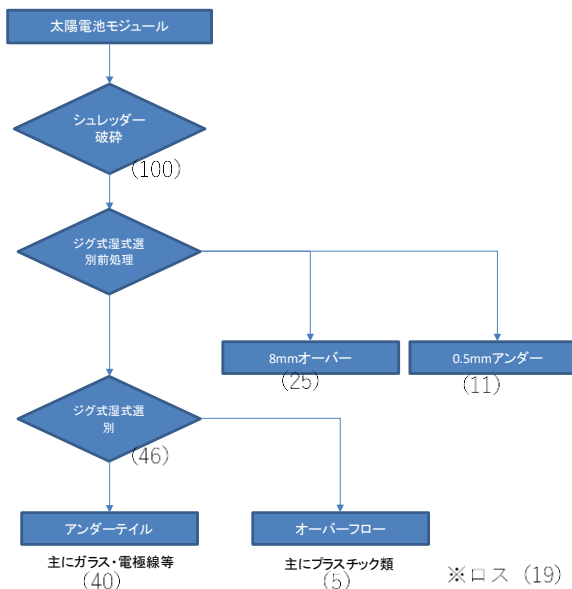 太陽電池モジュール
シュレッダー
破砕
(100)
ジグ式湿式選
別前処理
8mmオーバー
(25)
0.5mmアンダー
(11)
ジグ式湿式選
別
(46)
アンダーテイル
主にガラス・電極線等
(40)
オーバーフロー
主にプラスチック類
(5)
※ロス (19)